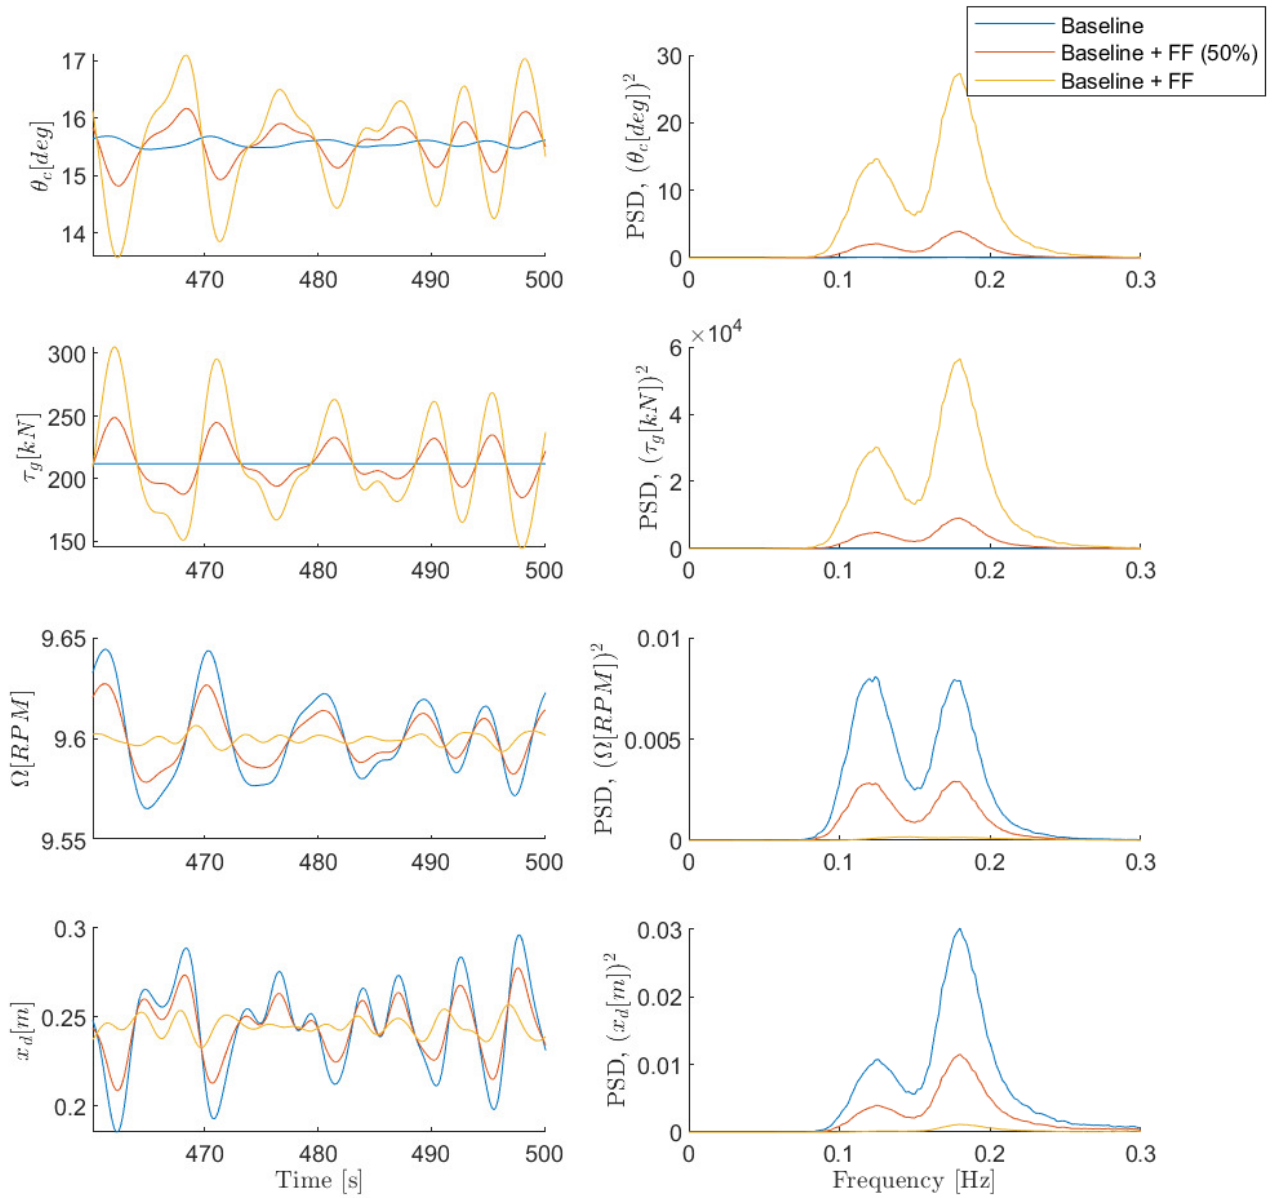 Baseline
Baseline + FF (50%)
Baseline + FF
17
16
15
14
θc[deg]
470 480 490 500
30
20
10
0
PSD, (θc[deg])²
0 0.1 0.2 0.3
300
250
200
150
τg[kN]
470 480 490 500
×10⁴
6
4
2
0
PSD, (τg[kN])²
0 0.1 0.2 0.3
9.65
9.6
9.55
Ω[RPM]
470 480 490 500
0.01
0.005
0
PSD, (Ω[RPM])²
0 0.1 0.2 0.3
0.3
0.25
0.2
xd[m]
470 480 490 500
Time [s]
0.03
0.02
0.01
0
PSD, (xd[m])²
0 0.1 0.2 0.3
Frequency [Hz]